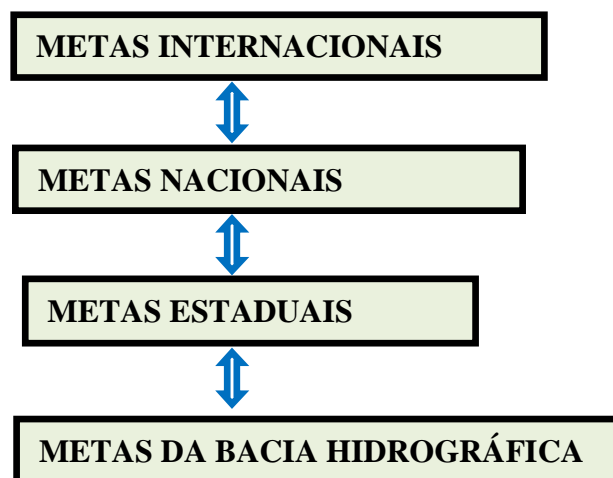 METAS INTERNACIONAIS
METAS NACIONAIS
METAS ESTADUAIS
METAS DA BACIA HIDROGRÁFICA